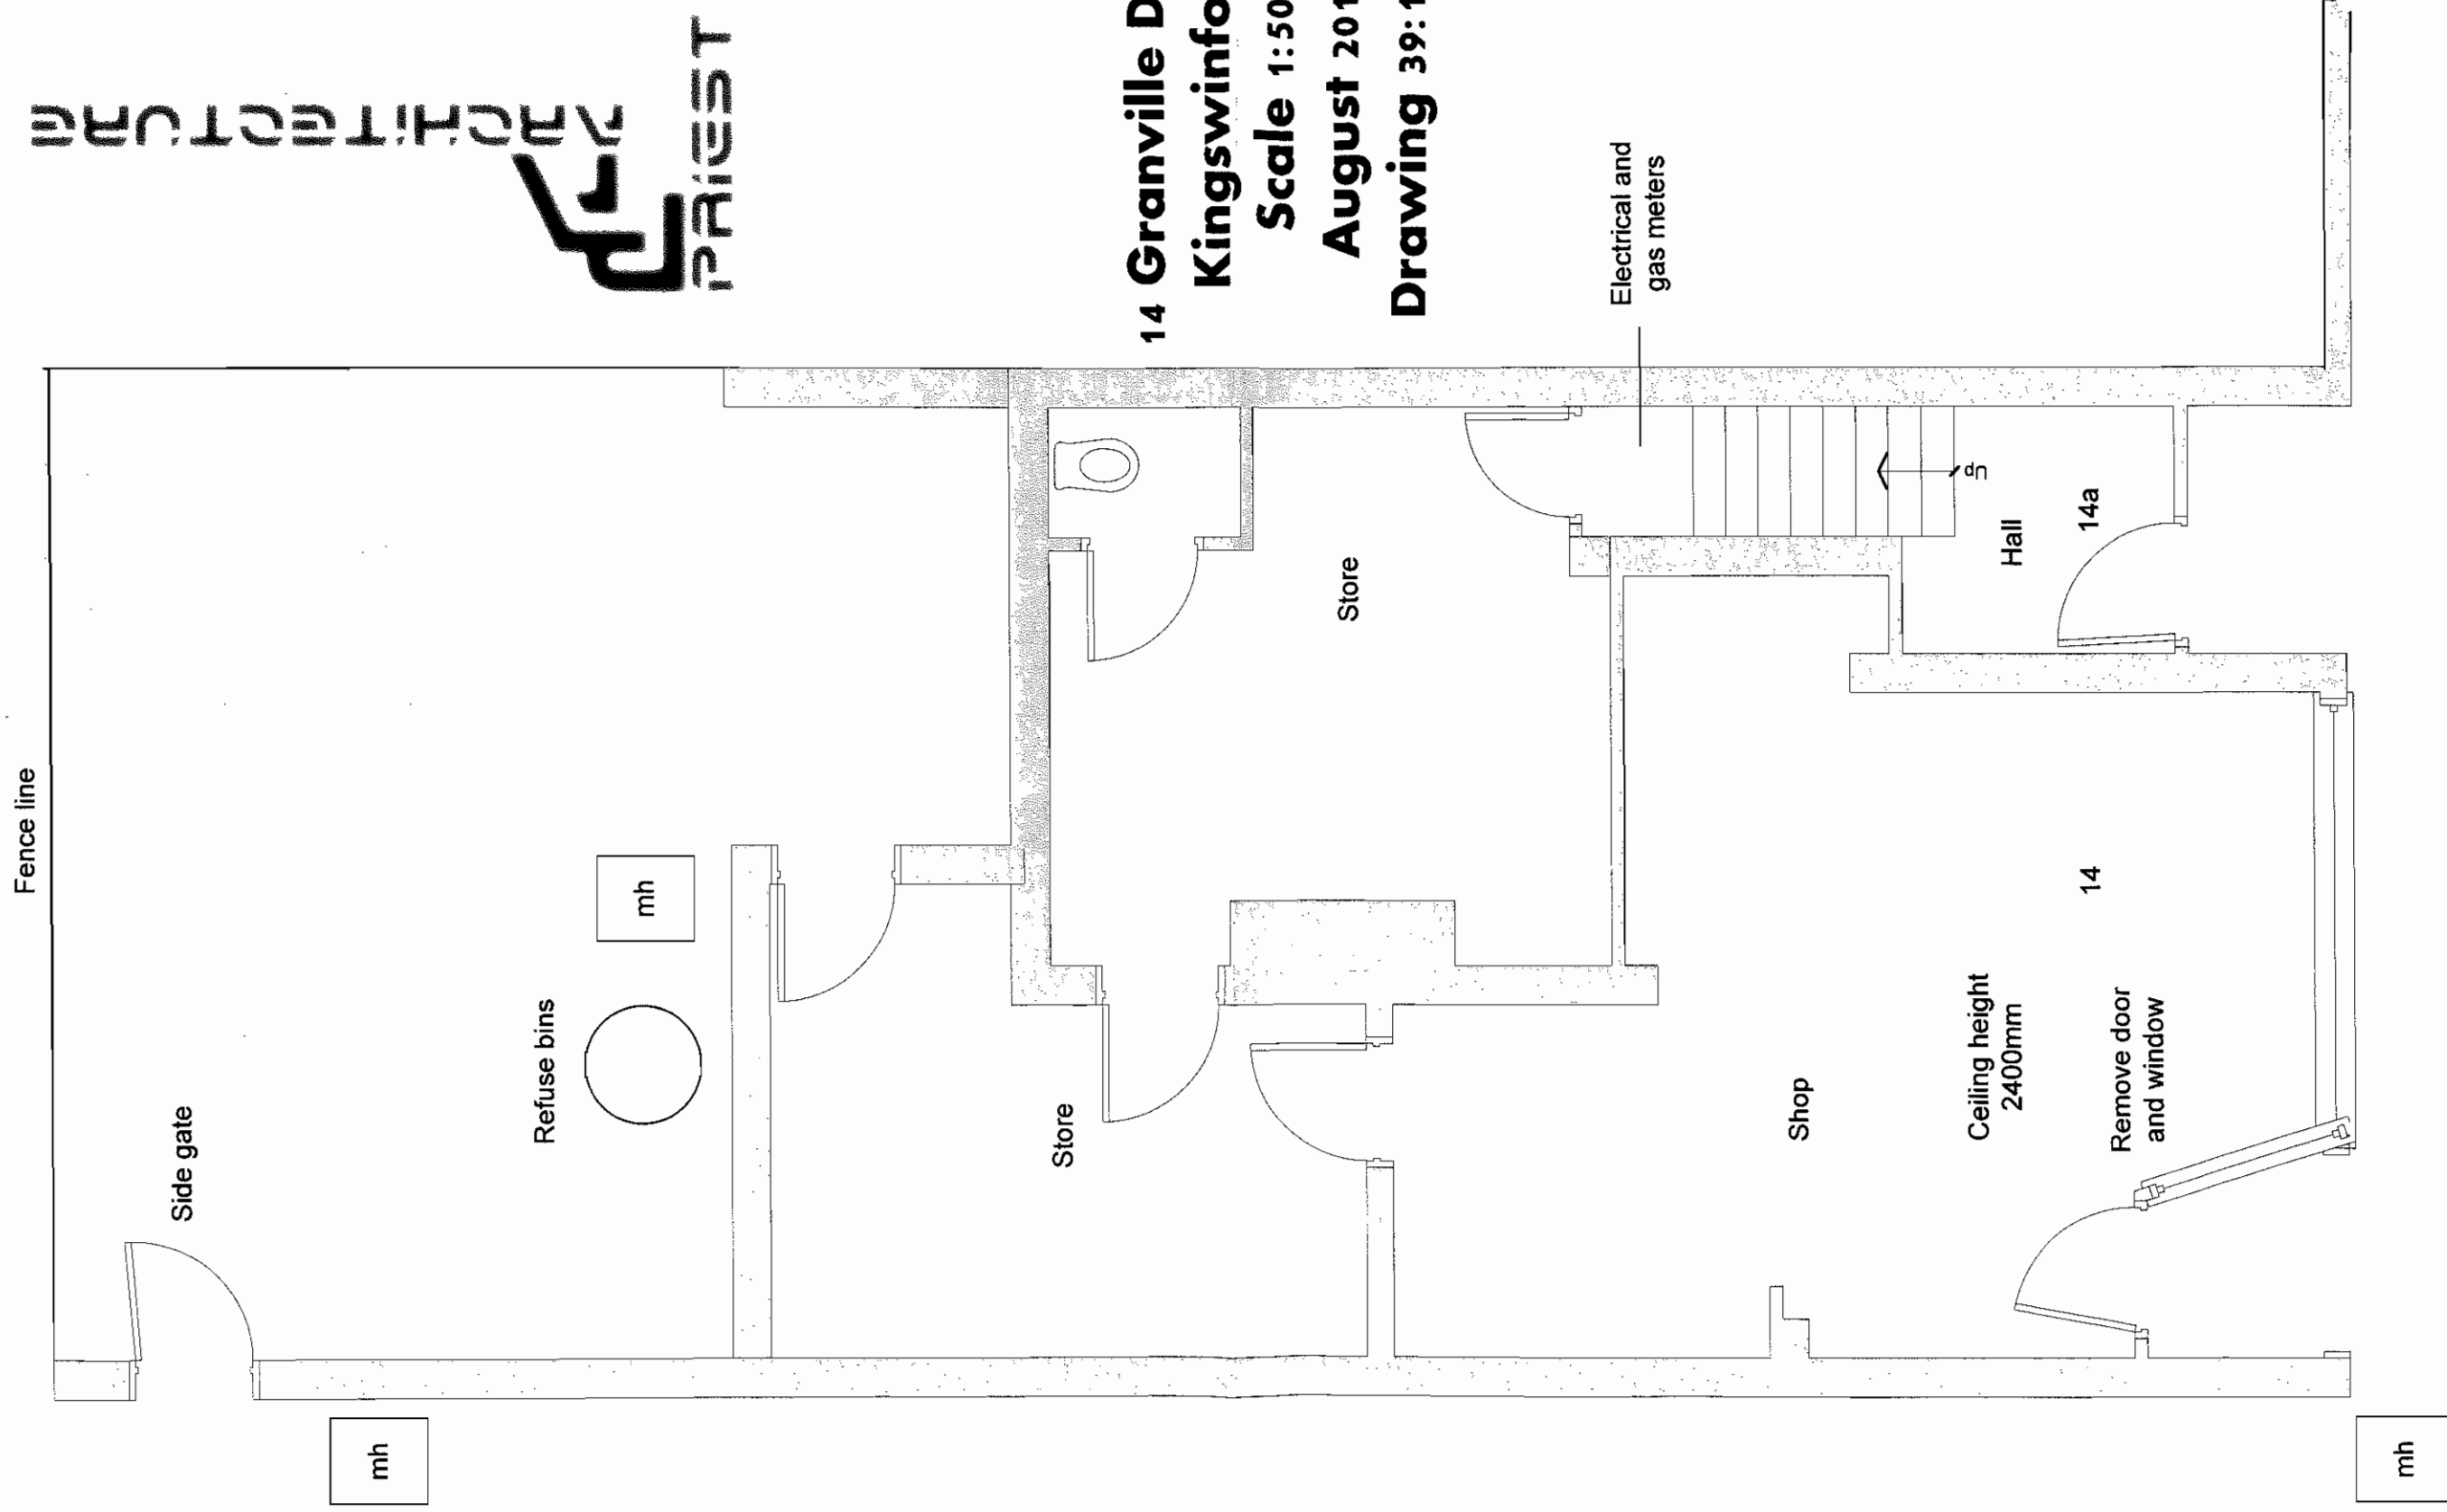 ARCHITECTURE
PRIEST
14 Granville D
Kingswinfo
Scale 1:50
August 201
Drawing 39:1
Electrical and
gas meters
Fence line
Side gate
Refuse bins
mh
mh
Store
Store
up
Hall
14a
Shop
14
Ceiling height
2400mm
Remove door
and window
mh